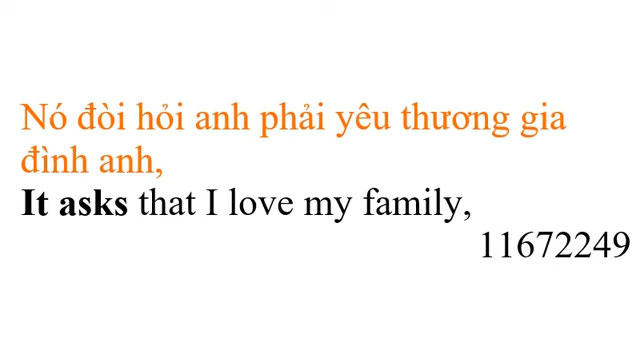 Nó đòi hỏi anh phải yêu thương gia
đình anh,
It asks that I love my family,
11672249